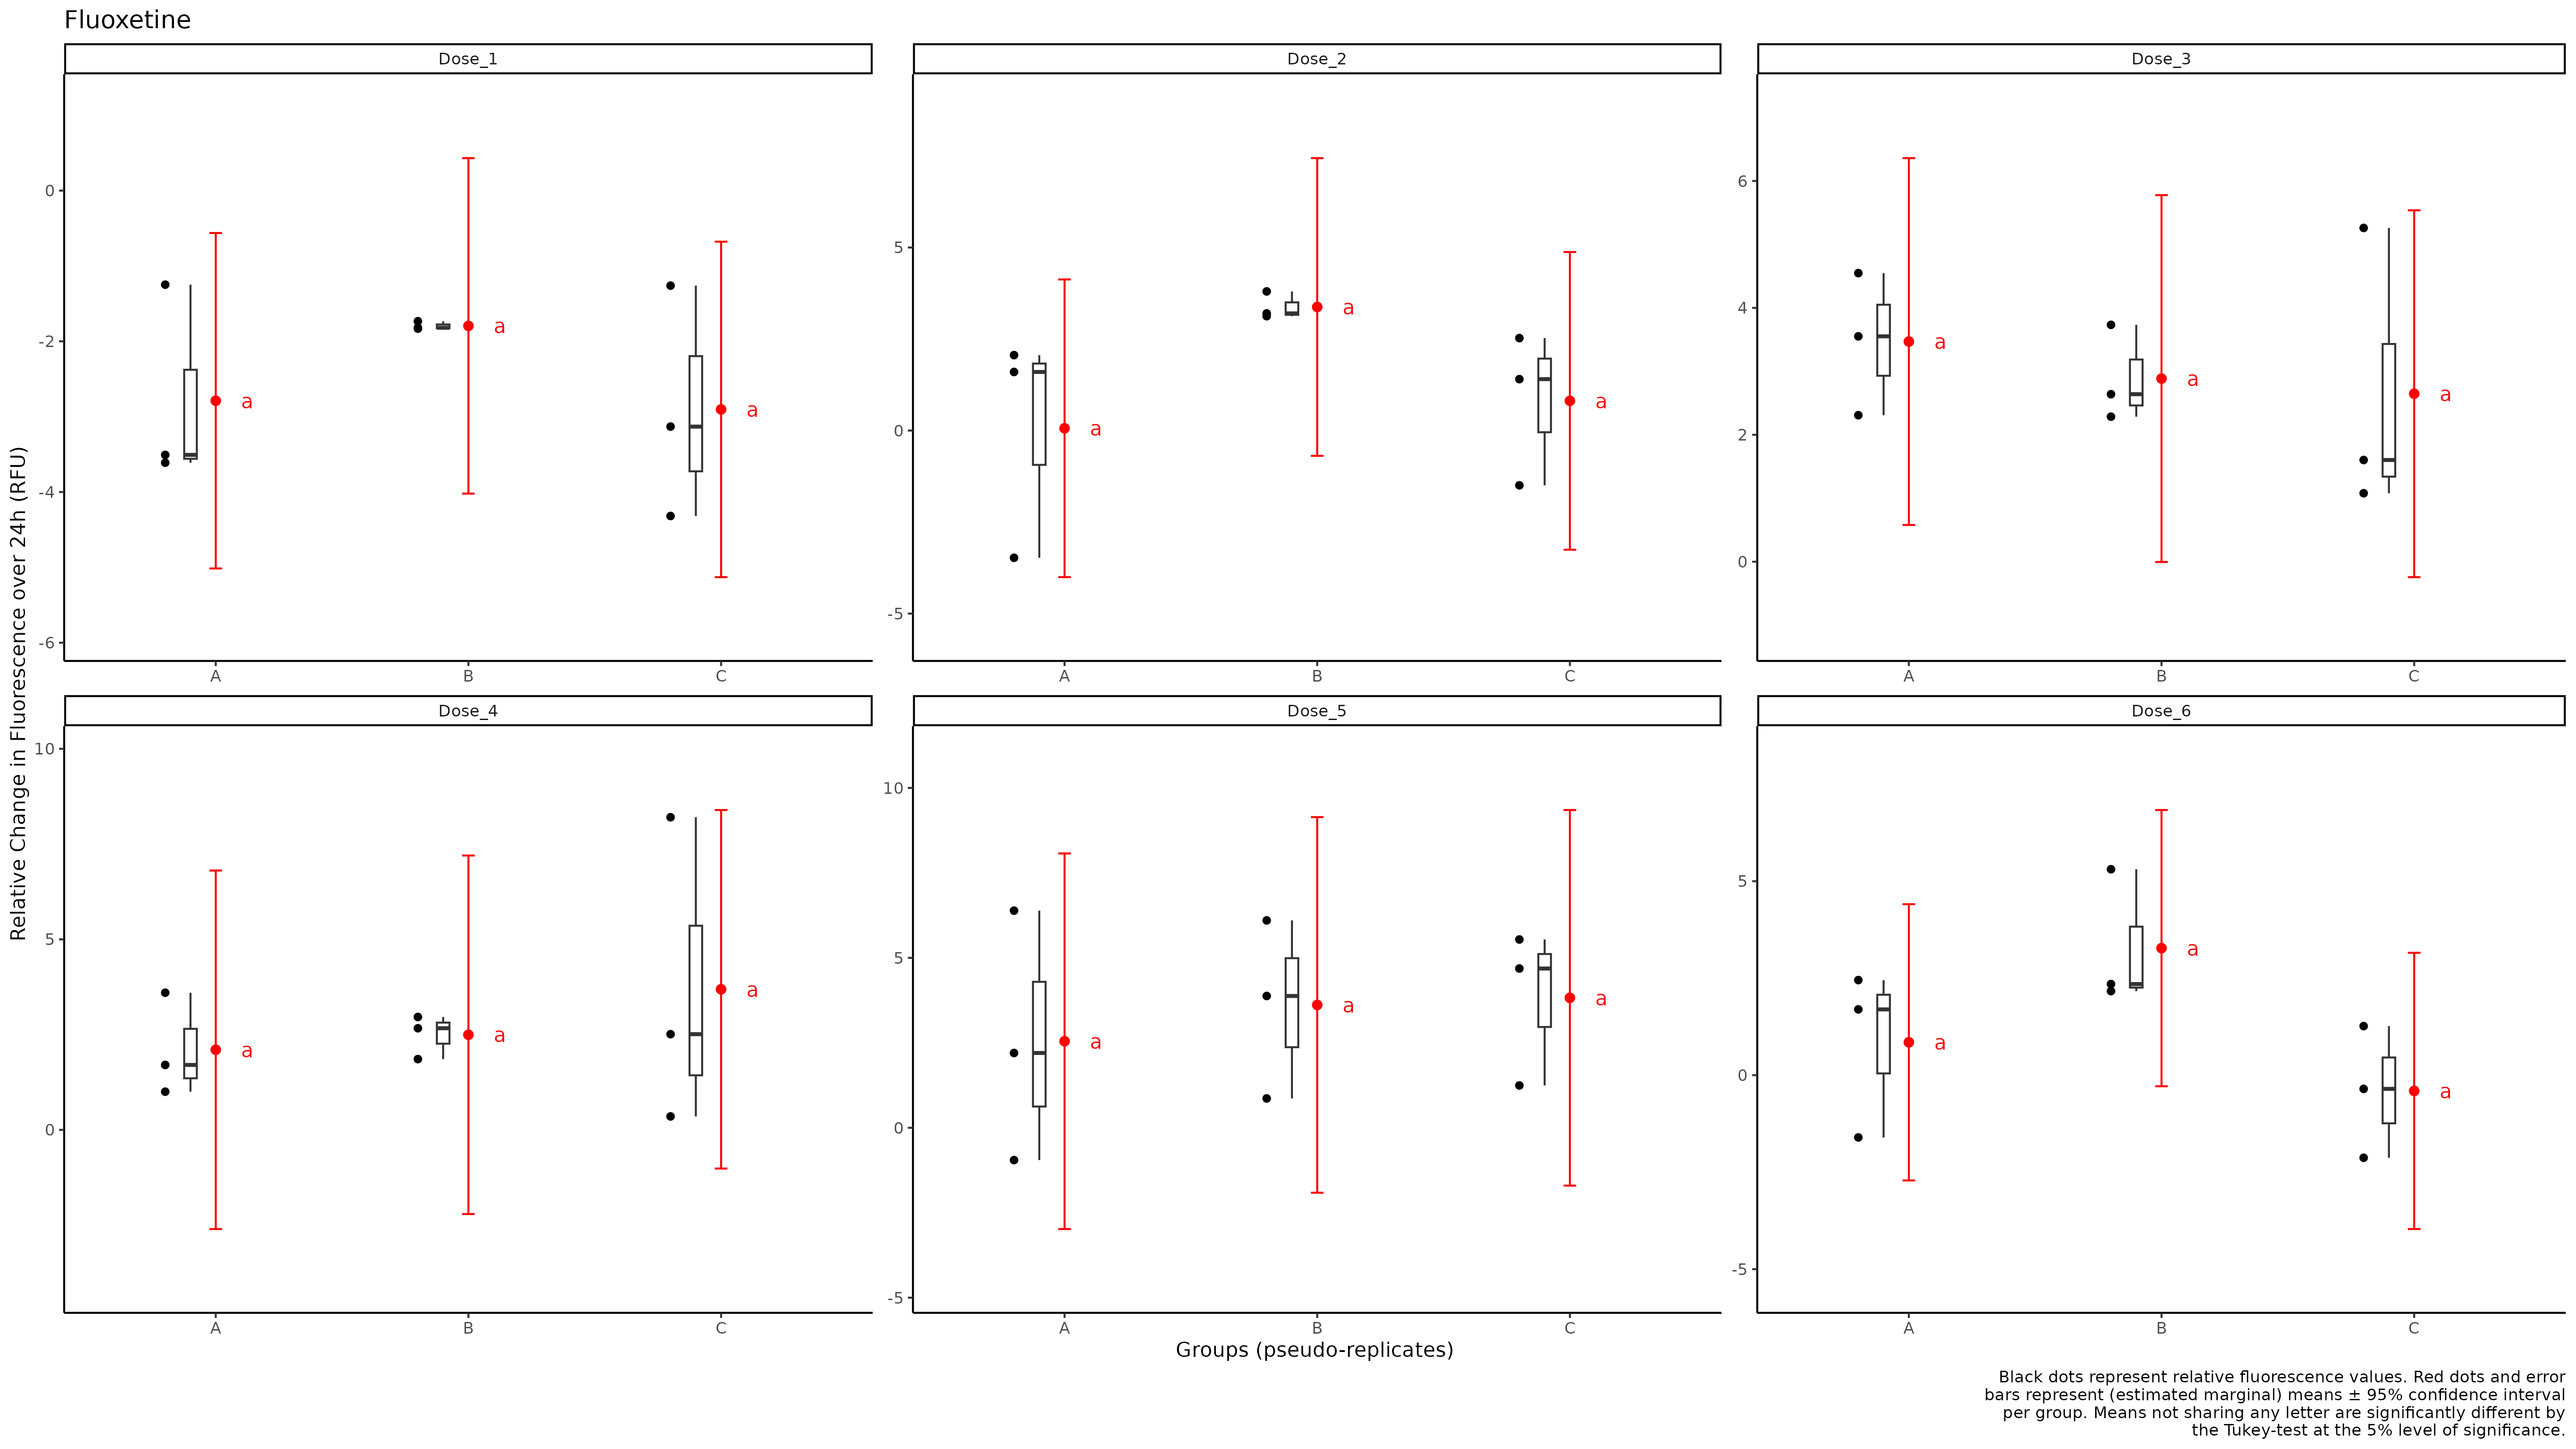 Fluoxetine
Dose_1
Dose_2
Dose_3
0
-2
-4
-6
a
a
a
A
B
C
5
0
-5
a
a
a
A
B
C
6
4
2
0
a
a
a
A
B
C
Relative Change in Fluorescence over 24h (RFU)
Dose_4
Dose_5
Dose_6
10
5
0
a
a
a
A
B
C
10
5
0
-5
a
a
a
A
B
C
5
0
-5
a
a
a
A
B
C
Groups (pseudo-replicates)
Black dots represent relative fluorescence values. Red dots and error
bars represent (estimated marginal) means ± 95% confidence interval
per group. Means not sharing any letter are significantly different by
the Tukey-test at the 5% level of significance.